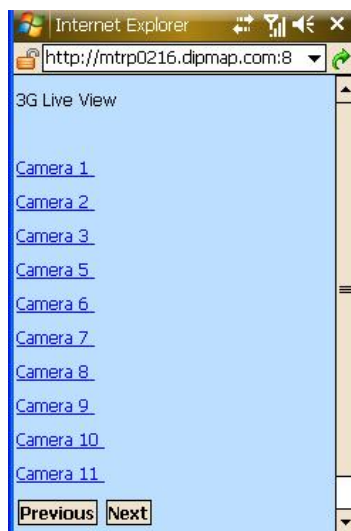 Internet Explorer
http://mtrp0216.dipmap.com:8
3G Live View
Camera 1
Camera 2
Camera 3
Camera 5
Camera 6
Camera 7
Camera 8
Camera 9
Camera 10
Camera 11
Previous Next